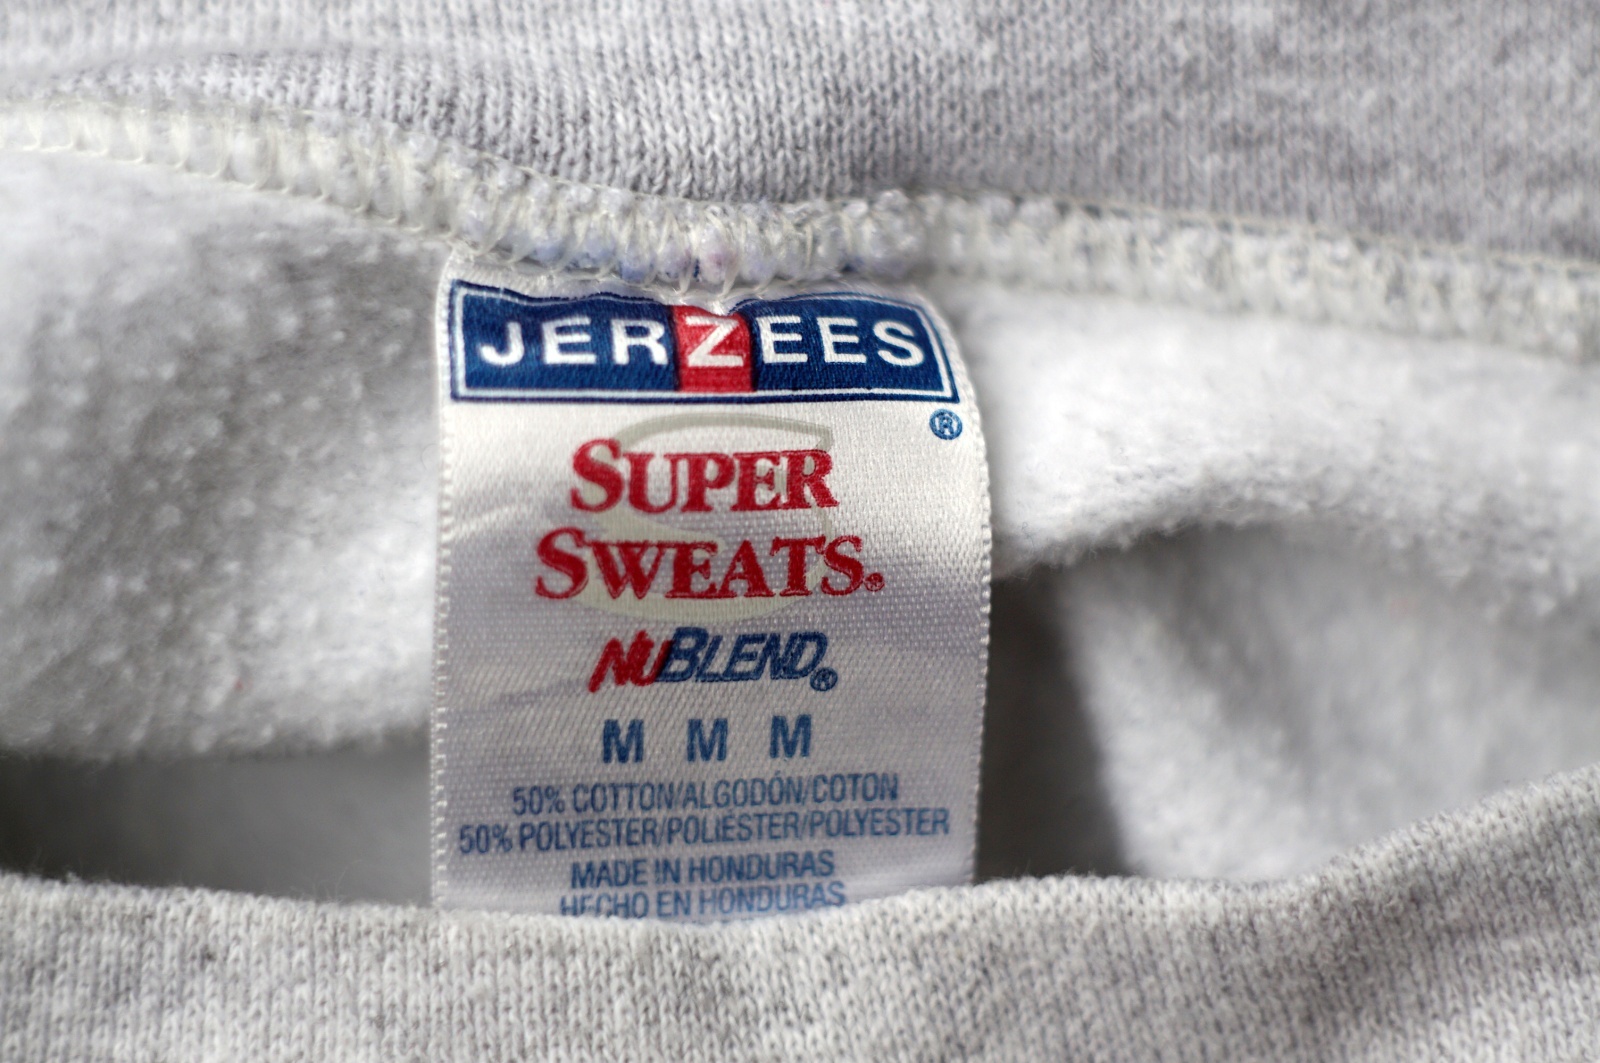 JERZEES
®
SUPER
SWEATS®
NUBLEND®
M M M
50% COTTON/ALGODÓN/COTON
50% POLYESTER/POLIÉSTER/POLYESTER
MADE IN HONDURAS
HECHO EN HONDURAS